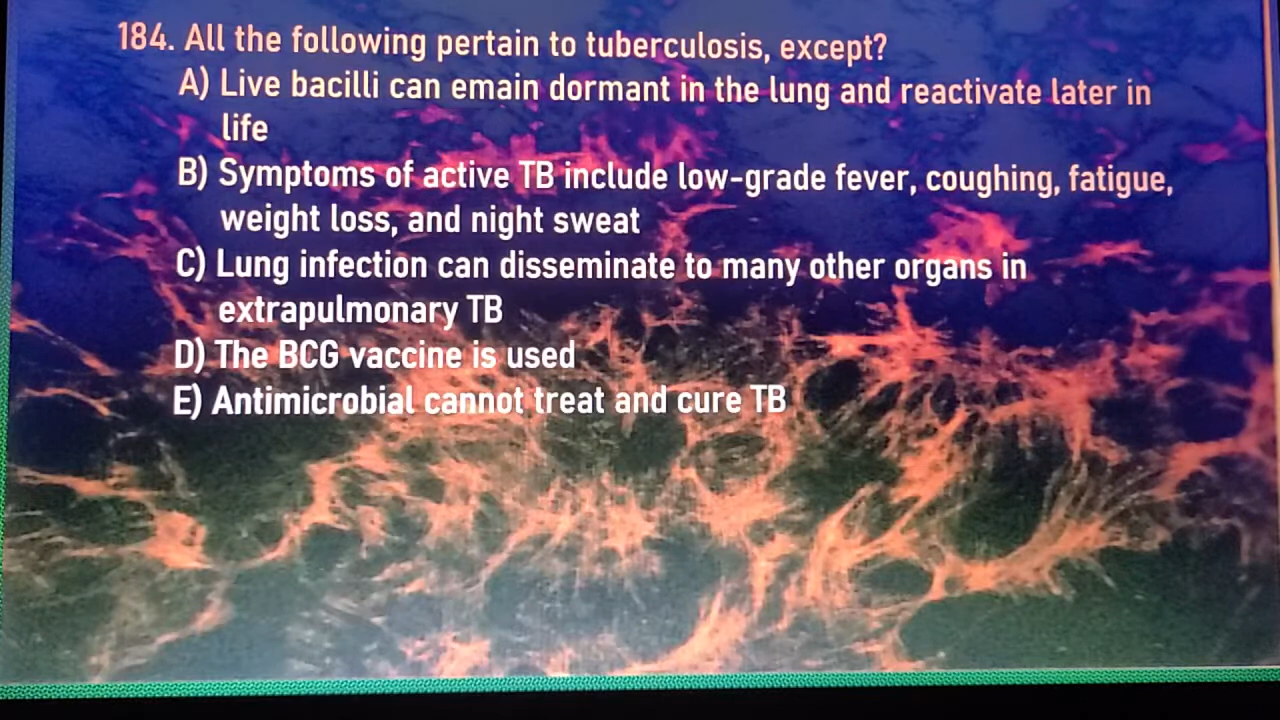 184. All the following pertain to tuberculosis, except?
A) Live bacilli can emain dormant in the lung and reactivate later in
life
B) Symptoms of active TB include low-grade fever, coughing, fatigue,
weight loss, and night sweat
C) Lung infection can disseminate to many other organs in
extrapulmonary TB
D) The BCG vaccine is used
E) Antimicrobial cannot treat and cure TB